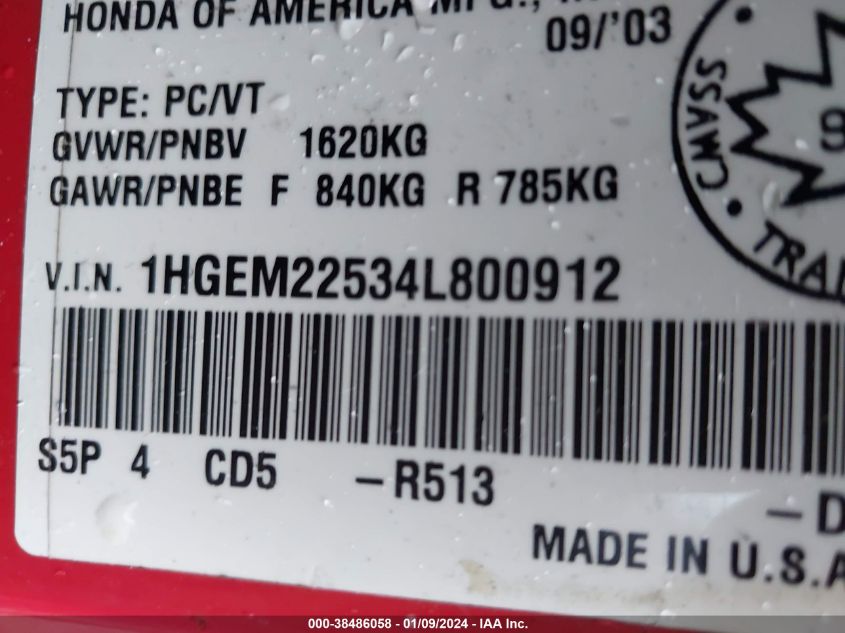 HONDA OF AMERICA MFG.,
09/'03
TYPE: PC/VT
GVWR/PNBV 1620KG
GAWR/PNBE F 840KG R 785KG
V.I.N. 1HGEM22534L800912
S5P 4 CD5 -R513
MADE IN U.S.A
SSAWC
000-38486058 - 01/09/2024 - IAA Inc.